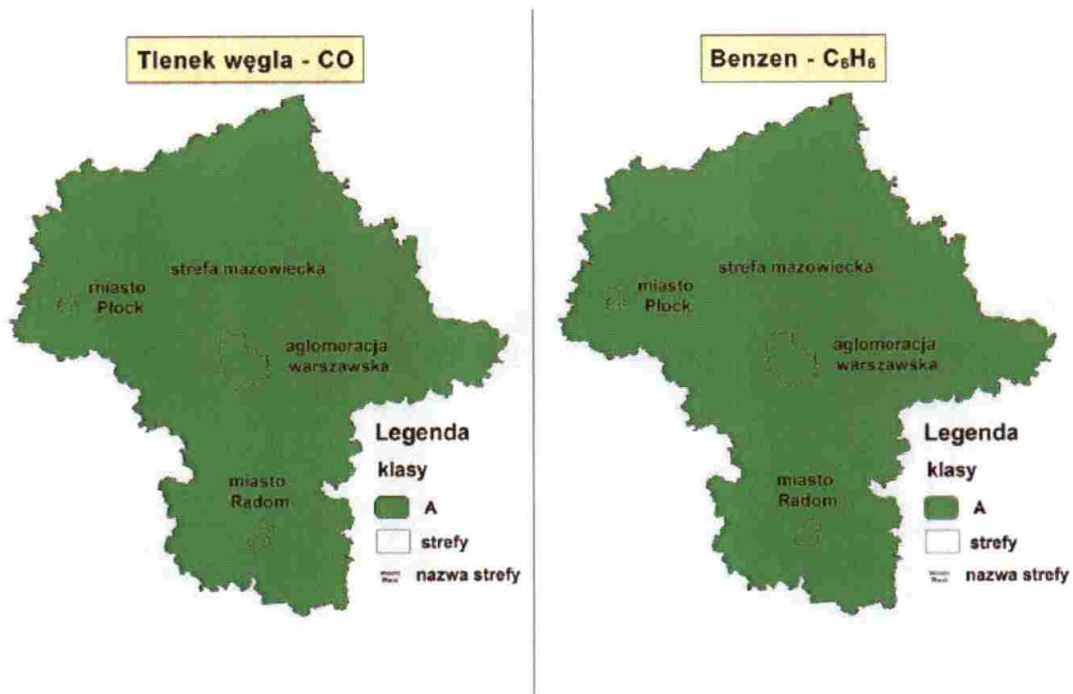 Tlenek węgla - CO
strefa mazowiecka
miasto
Płock
aglomeracja
warszawska
Legenda
klasy
miasto
Radom
A
strefy
nazwa strefy
Benzen - C₆H₆
strefa mazowiecka
miasto
Płock
aglomeracja
warszawska
Legenda
klasy
miasto
Radom
A
strefy
nazwa strefy